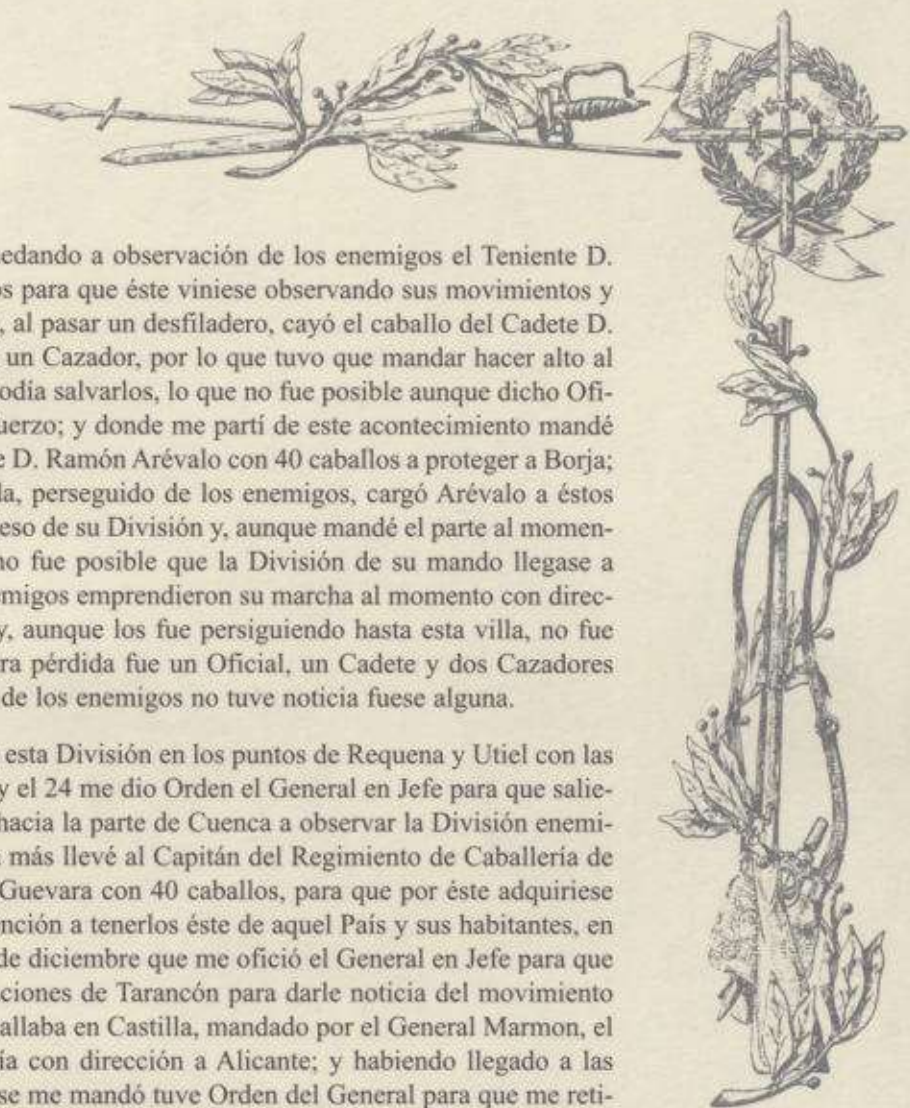 edando a observación de los enemigos el Teniente D.
os para que éste viniese observando sus movimientos y
, al pasar un desfiladero, cayó el caballo del Cadete D.
un Cazador, por lo que tuvo que mandar hacer alto al
odía salvarlos, lo que no fue posible aunque dicho Ofi-
uerzo; y donde me partí de este acontecimiento mandé
e D. Ramón Arévalo con 40 caballos a proteger a Borja;
da, perseguido de los enemigos, cargó Arévalo a éstos
eso de su División y, aunque mandé el parte al momen-
no fue posible que la División de su mando llegase a
emigos emprendieron su marcha al momento con direc-
y, aunque los fue persiguiendo hasta esta villa, no fue
ra pérdida fue un Oficial, un Cadete y dos Cazadores
de los enemigos no tuve noticia fuese alguna.
esta División en los puntos de Requena y Utiel con las
y el 24 me dio Orden el General en Jefe para que salie-
hacia la parte de Cuenca a observar la División enemi-
más llevé al Capitán del Regimiento de Caballería de
Guevara con 40 caballos, para que por éste adquiriese
nción a tenerlos éste de aquel País y sus habitantes, en
de diciembre que me ofició el General en Jefe para que
ciones de Tarancón para darle noticia del movimiento
allaba en Castilla, mandado por el General Marmon, el
ía con dirección a Alicante; y habiendo llegado a las
se me mandó tuve Orden del General para que me reti-